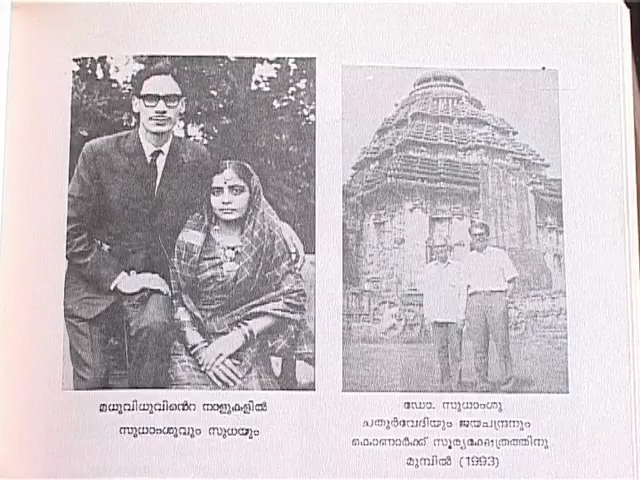 മധുവിധുവിന്റെ നാളുകളിൽ
സുധാംശുവും സുധയും
ഡോ. സുധാംശു
ചതുർവേദിയും ജയചന്ദ്രനും
കൊണാർക്ക് സൂര്യക്ഷേത്രത്തിനു
മുമ്പിൽ (1993)